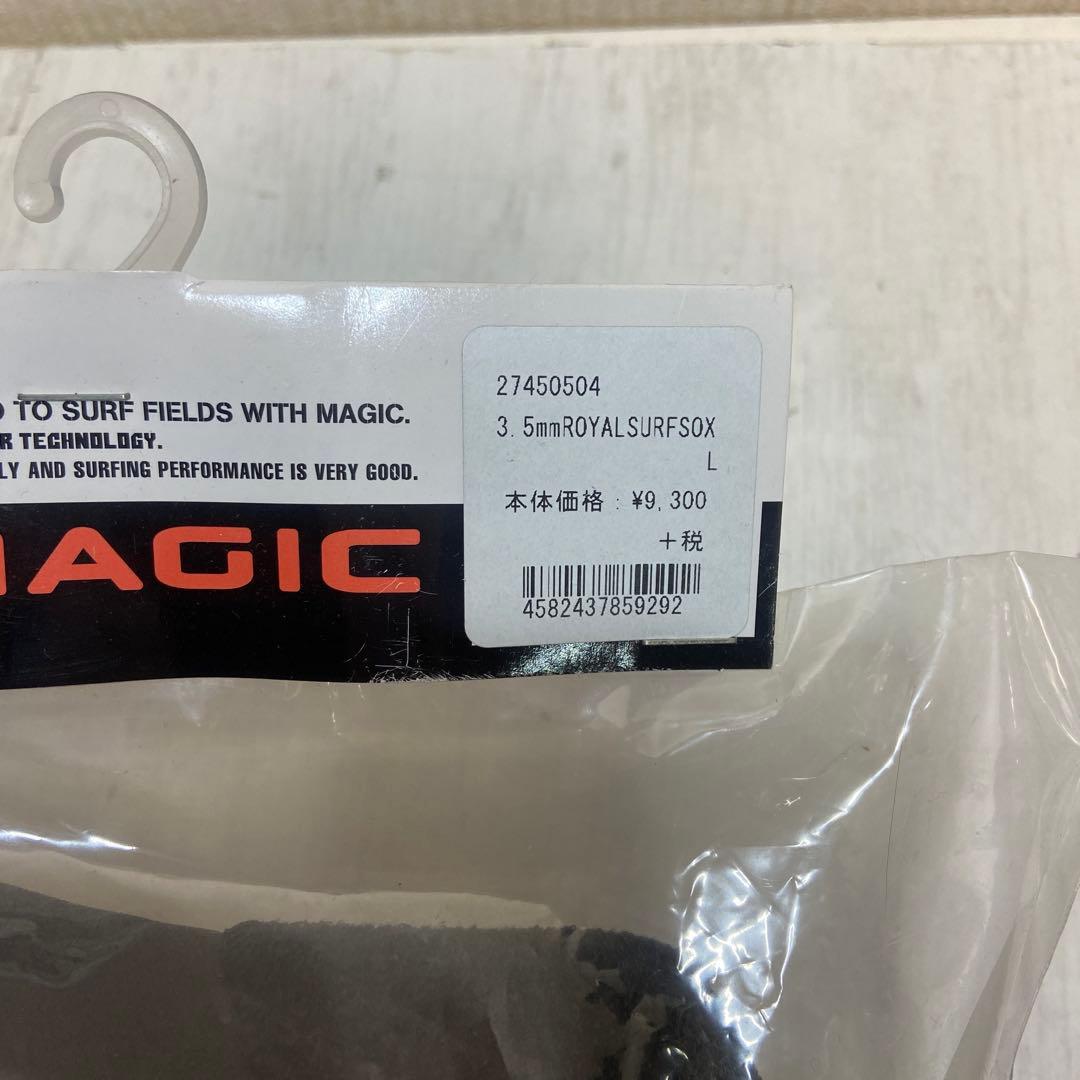 TO SURF FIELDS WITH MAGIC.
R TECHNOLOGY.
LY AND SURFING PERFORMANCE IS VERY GOOD.
MAGIC
27450504
3.5mmROYALSURFSOX
L
本体価格：¥9,300
＋税
4582437859292